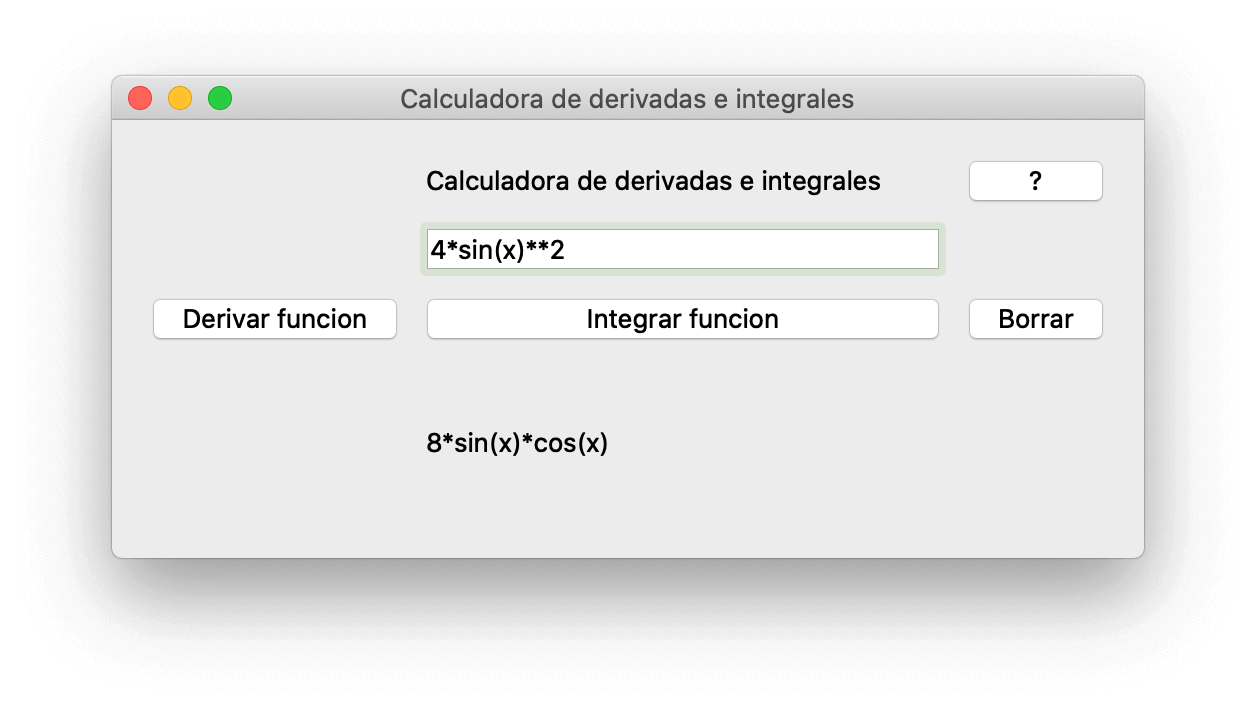 Calculadora de derivadas e integrales
Calculadora de derivadas e integrales ?
4*sin(x)**2
Derivar funcion Integrar funcion Borrar
8*sin(x)*cos(x)